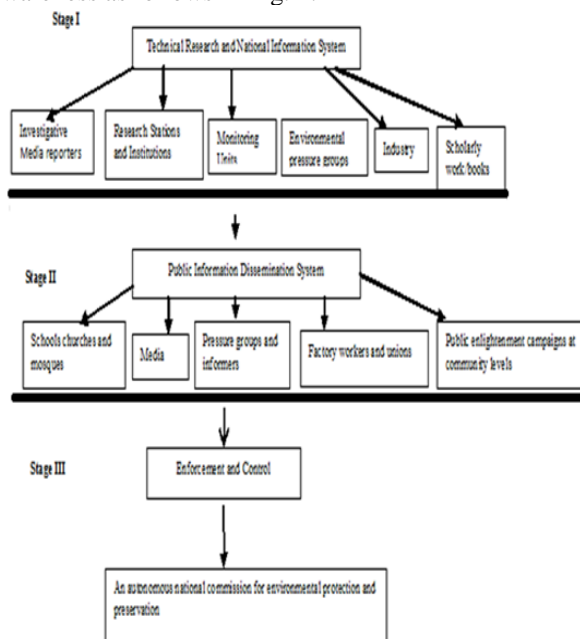 Stage I
Technical Research and National Information System
Investigative
Media reporters
Research Stations
and Institutions
Monitoring
Units
Environmental
pressure groups
Industry
Scholarly
work/books
Stage II
Public Information Dissemination System
Schools churches and
mosques
Media
Pressure groups and
informers
Factory workers and unions
Public enlightenment campaigns at
community levels
Stage III
Enforcement and Control
An autonomous national commission for environmental protection and
preservation